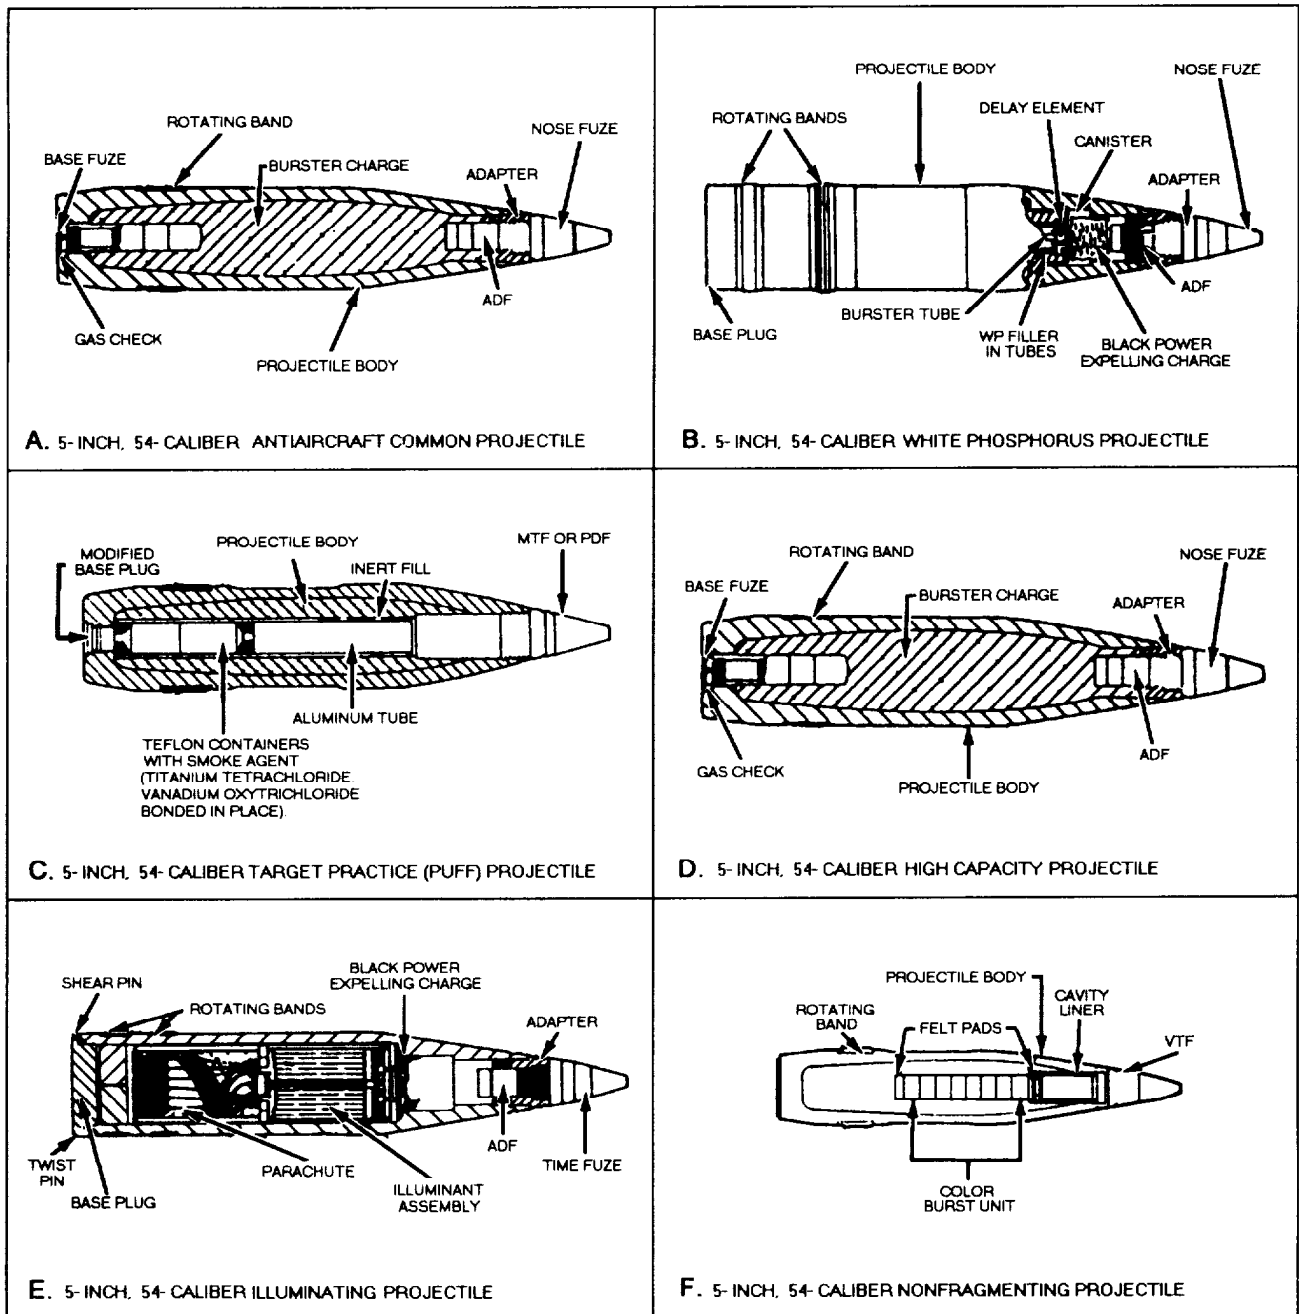 ROTATING BAND
NOSE FUZE
BASE FUZE
BURSTER CHARGE
ADAPTER
ADF
GAS CHECK
PROJECTILE BODY
A. 5-INCH, 54-CALIBER ANTIAIRCRAFT COMMON PROJECTILE
PROJECTILE BODY
NOSE FUZE
DELAY ELEMENT
ROTATING BANDS
CANISTER
ADAPTER
ADF
BURSTER TUBE
BASE PLUG
WP FILLER
IN TUBES
BLACK POWER
EXPELLING CHARGE
B. 5-INCH, 54-CALIBER WHITE PHOSPHORUS PROJECTILE
MTF OR PDF
PROJECTILE BODY
MODIFIED
BASE PLUG
INERT FILL
ALUMINUM TUBE
TEFLON CONTAINERS
WITH SMOKE AGENT
(TITANIUM TETRACHLORIDE.
VANADIUM OXYTRICHLORIDE
BONDED IN PLACE).
C. 5-INCH, 54-CALIBER TARGET PRACTICE (PUFF) PROJECTILE
ROTATING BAND
NOSE FUZE
BASE FUZE
BURSTER CHARGE
ADAPTER
ADF
GAS CHECK
PROJECTILE BODY
D. 5-INCH, 54-CALIBER HIGH CAPACITY PROJECTILE
BLACK POWER
EXPELLING CHARGE
SHEAR PIN
ROTATING BANDS
ADAPTER
ADF
TWIST
PIN
PARACHUTE
TIME FUZE
BASE PLUG
ILLUMINANT
ASSEMBLY
E. 5-INCH, 54-CALIBER ILLUMINATING PROJECTILE
PROJECTILE BODY
CAVITY
LINER
ROTATING
BAND
FELT PADS
VTF
COLOR
BURST UNIT
F. 5-INCH, 54-CALIBER NONFRAGMENTING PROJECTILE